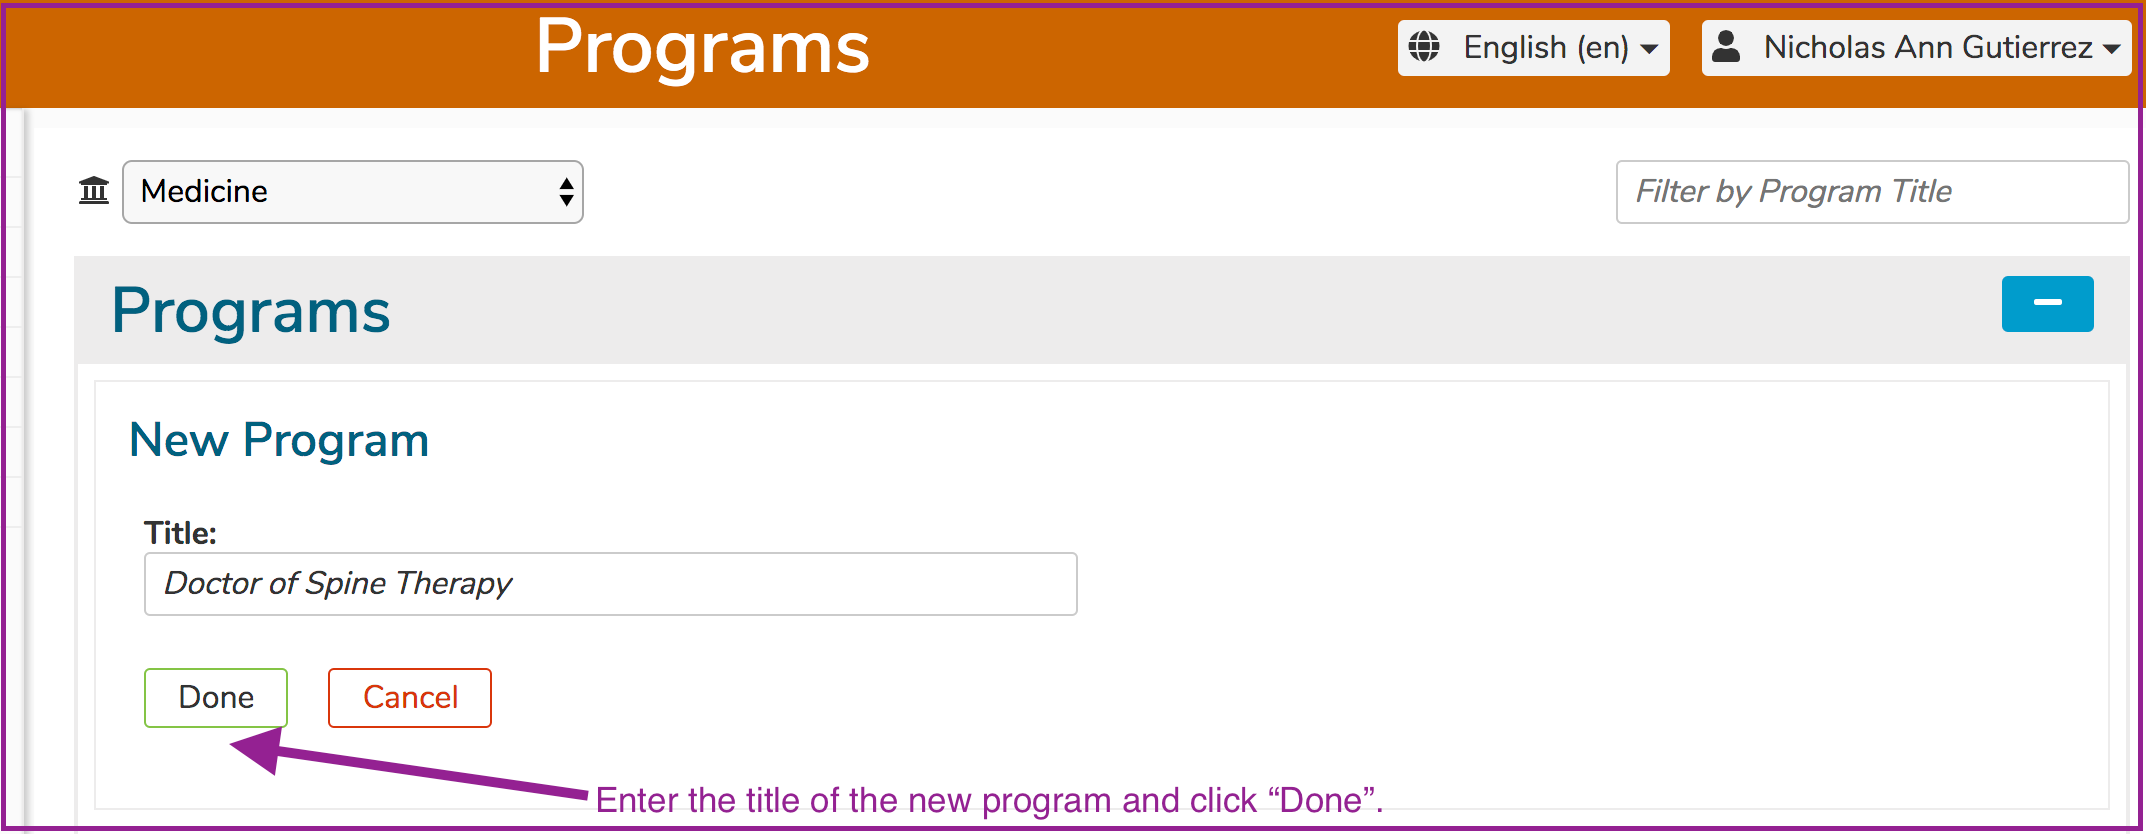 Programs
English (en)
Nicholas Ann Gutierrez
Medicine
Filter by Program Title
Programs
New Program
Title:
Doctor of Spine Therapy
Done
Cancel
Enter the title of the new program and click “Done”.